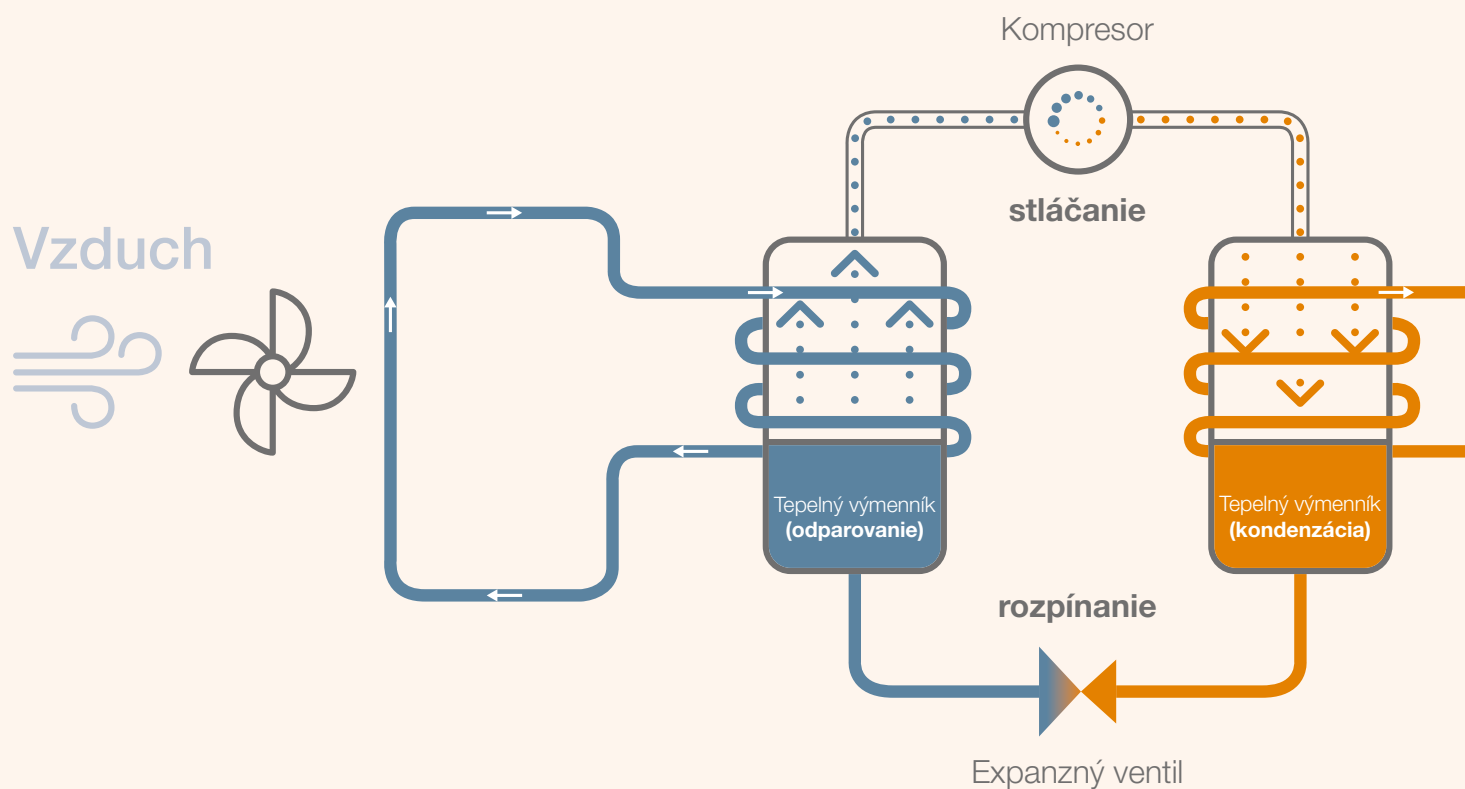 Kompresor
stláčanie
Vzduch
Tepelný výmenník
(odparovanie)
Tepelný výmenník
(kondenzácia)
rozpínanie
Expanzný ventil